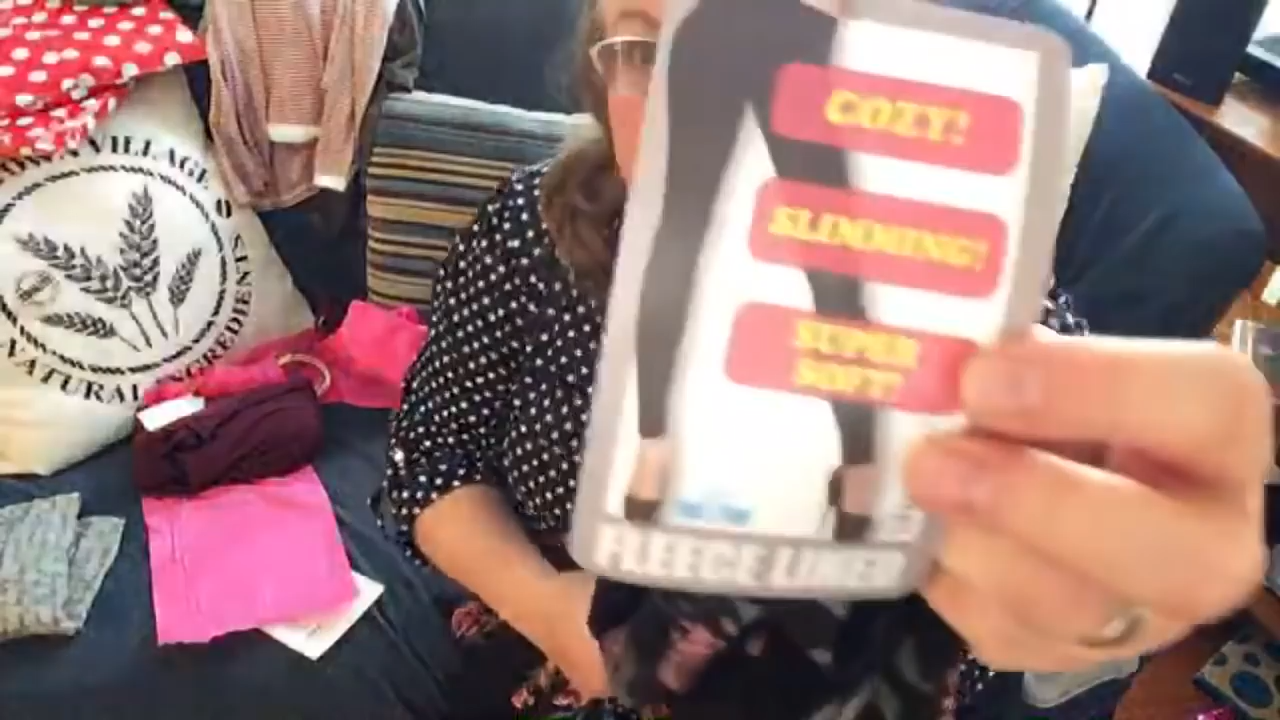 COZY!
SLIMMING!
SUPER
SOFT!
FLEECE LINED
VILLAGE
NATURAL INGREDIENTS